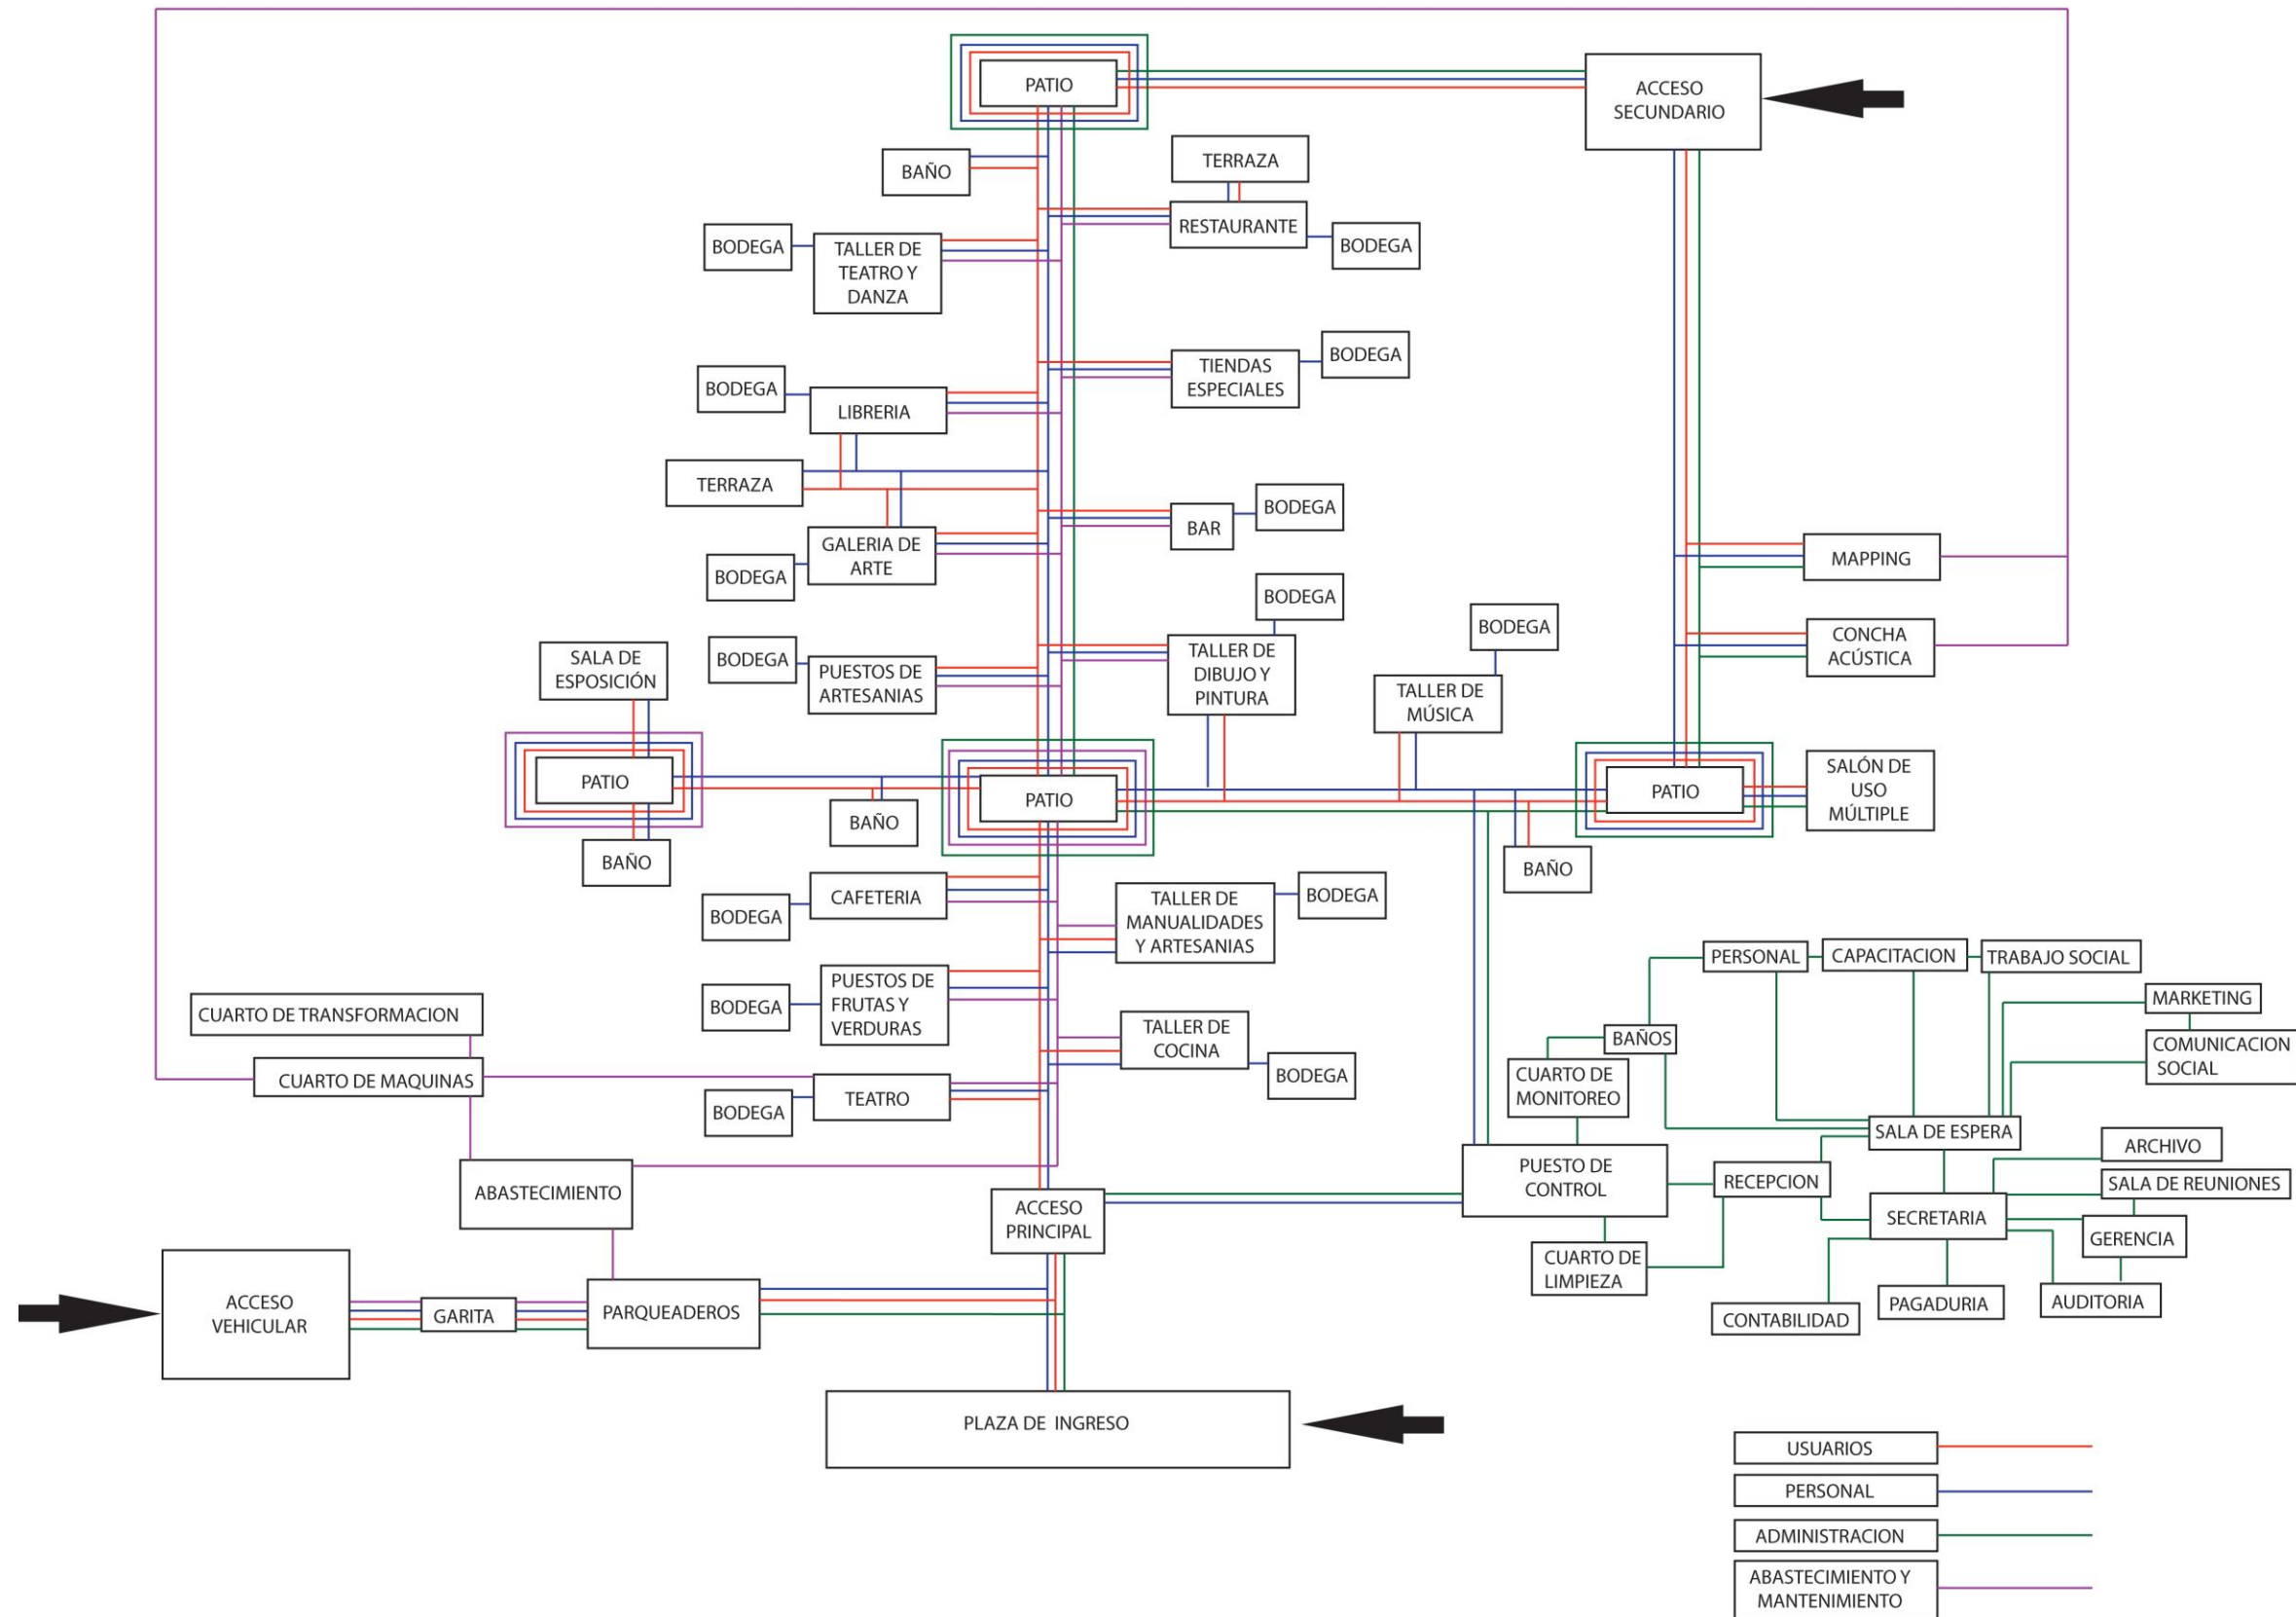 PATIO
ACCESO
SECUNDARIO
BAÑO
TERRAZA
RESTAURANTE
BODEGA
BODEGA
TALLER DE
TEATRO Y
DANZA
TIENDAS
ESPECIALES
BODEGA
BODEGA
LIBRERIA
TERRAZA
BAR
BODEGA
GALERIA DE
ARTE
BODEGA
MAPPING
BODEGA
TALLER DE
DIBUJO Y
PINTURA
BODEGA
TALLER DE
MÚSICA
CONCHA
ACÚSTICA
SALA DE
ESPOSICIÓN
BODEGA
PUESTOS DE
ARTESANIAS
PATIO
BAÑO
PATIO
PATIO
SALÓN DE
USO
MÚLTIPLE
BAÑO
BAÑO
CAFETERIA
BODEGA
TALLER DE
MANUALIDADES
Y ARTESANIAS
BODEGA
PUESTOS DE
FRUTAS Y
VERDURAS
BODEGA
TALLER DE
COCINA
BODEGA
CUARTO DE TRANSFORMACION
CUARTO DE MAQUINAS
TEATRO
BODEGA
PERSONAL
CAPACITACION
TRABAJO SOCIAL
MARKETING
BAÑOS
COMUNICACION
SOCIAL
CUARTO DE
MONITOREO
SALA DE ESPERA
ARCHIVO
PUESTO DE
CONTROL
RECEPCION
SALA DE REUNIONES
SECRETARIA
GERENCIA
CUARTO DE
LIMPIEZA
CONTABILIDAD
PAGADURIA
AUDITORIA
ABASTECIMIENTO
ACCESO
PRINCIPAL
ACCESO
VEHICULAR
GARITA
PARQUEADEROS
PLAZA DE INGRESO
USUARIOS
PERSONAL
ADMINISTRACION
ABASTECIMIENTO Y
MANTENIMIENTO